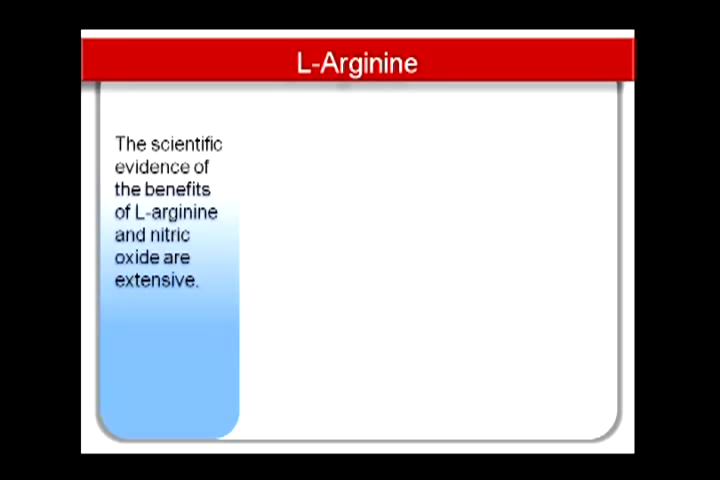 L-Arginine
The scientific
evidence of
the benefits
of L-arginine
and nitric
oxide are
extensive.